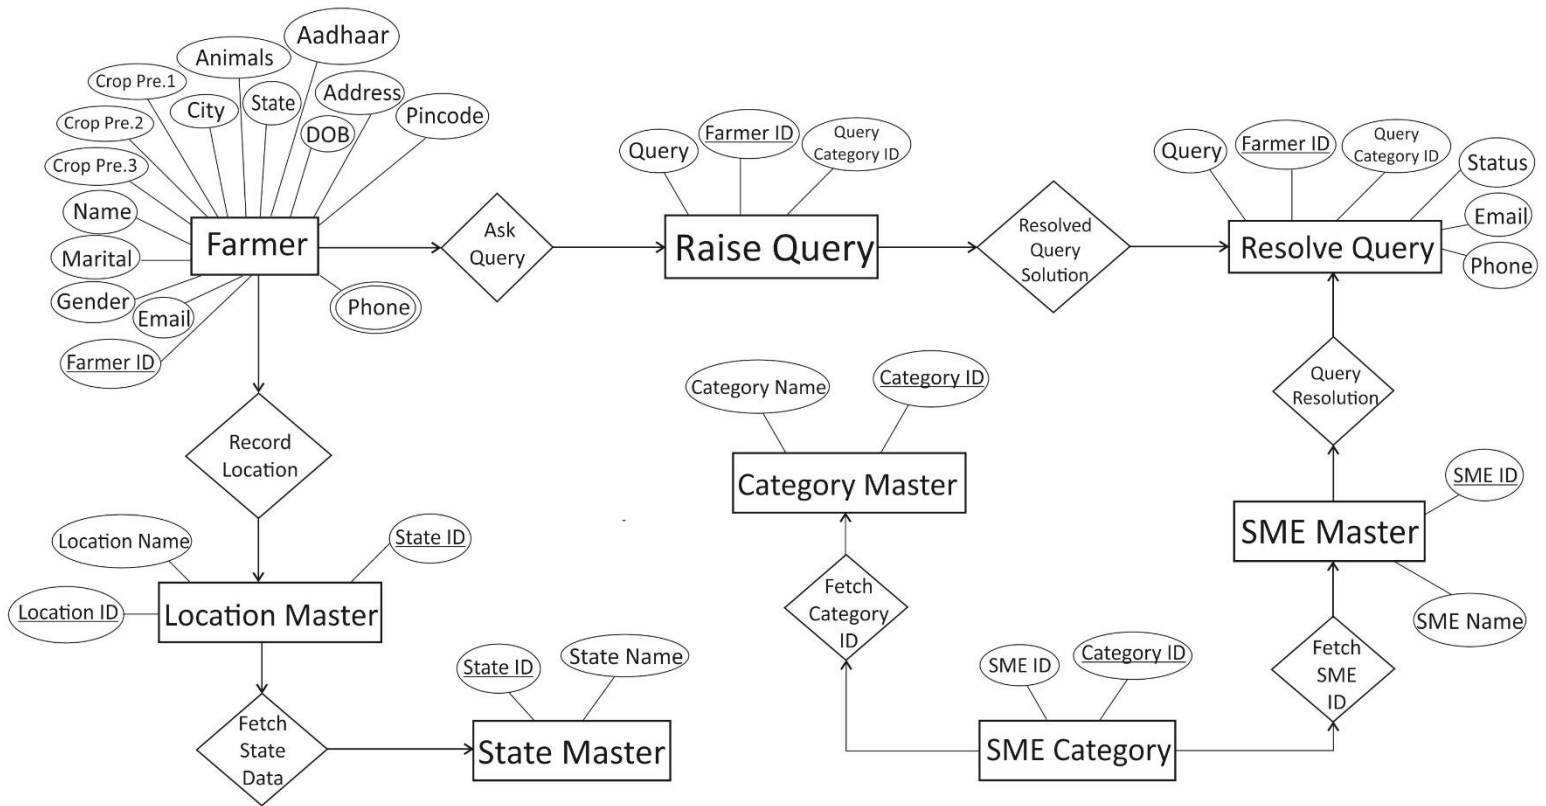 Aadhaar
Animals
Crop Pre.1
City
State
Address
Pincode
Crop Pre.2
DOB
Crop Pre.3
Name
Farmer
Marital
Gender
Email
Phone
Farmer ID
Ask
Query
Query
Farmer ID
Query
Category ID
Raise Query
Resolved
Query
Solution
Query
Farmer ID
Query
Category ID
Status
Email
Phone
Resolve Query
Query
Resolution
Record
Location
Category Name
Category ID
Category Master
SME ID
SME Master
SME Name
Location Name
State ID
Location ID
Location Master
Fetch
Category
ID
Fetch
SME
ID
State ID
State Name
SME ID
Category ID
Fetch
State
Data
State Master
SME Category